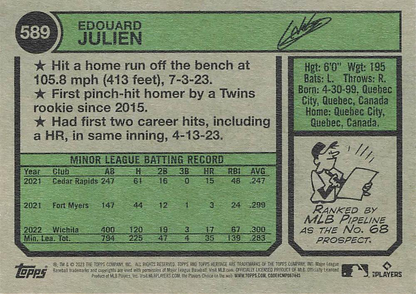 589
EDOUARD
JULIEN
★ Hit a home run off the bench at
105.8 mph (413 feet), 7-3-23.
★ First pinch-hit homer by a Twins
rookie since 2015.
★ Had first two career hits, including
a HR, in same inning, 4-13-23.
Hgt: 6'0" Wgt: 195
Bats: L. Throws: R.
Born: 4-30-99, Quebec
City, Quebec, Canada
Home: Quebec City,
Quebec, Canada.
MINOR LEAGUE BATTING RECORD
Year Club AB H 2B 3B HR RBI AVG.
2021 Cedar Rapids 247 61 16 0 15 48 .247
2021 Fort Myers 147 44 12 1 3 24 .299
2022 Wichita 400 120 19 3 17 67 .300
Min. Lea. Tot. 794 225 47 4 35 139 .283
RANKED BY
MLB PIPELINE
AS THE NO. 68
PROSPECT.
Topps
PLAYERS